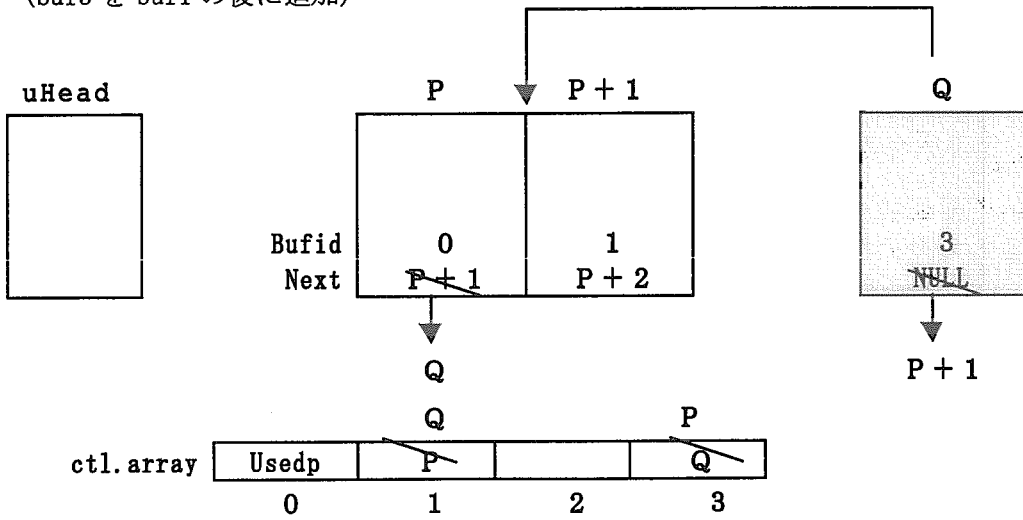 (buf3 を buf1 の後に追加)
uHead P P + 1 Q
Bufid 0 1 3
Next P + 1 P + 2 NULL
Q P + 1
Q P
ctl.array Usedp P Q
0 1 2 3